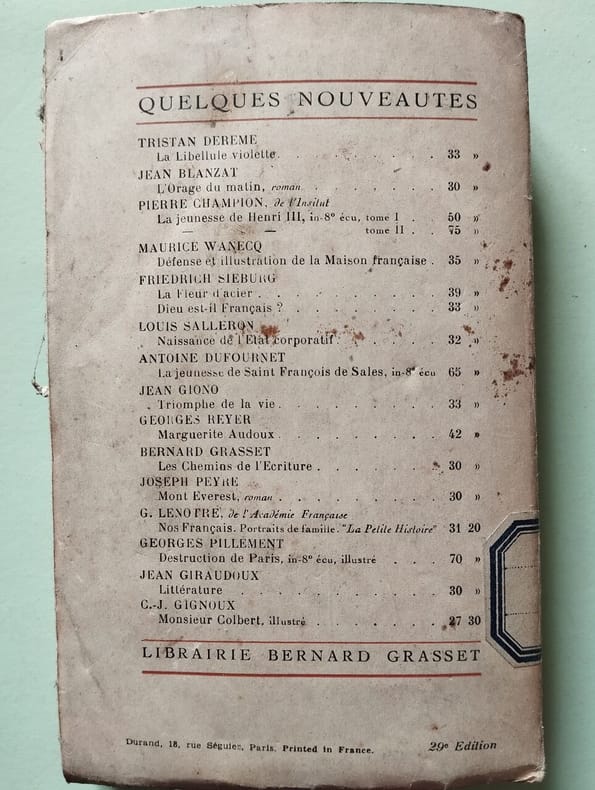 QUELQUES NOUVEAUTES
TRISTAN DEREME
La Libellule violette. . . . . . . . . . 33 »
JEAN BLANZAT
L'Orage du matin, roman . . . . . . . . 30 »
PIERRE CHAMPION, de l'Insitut
La jeunesse de Henri III, in-8º écu, tome I . . 50 »
— — tome II . . 75 »
MAURICE WANECQ
Défense et illustration de la Maison française . 35 »
FRIEDRICH SIEBURG
La Fleur d'acier . . . . . . . . . . 39 »
Dieu est-il Français ? . . . . . . . . 33 »
LOUIS SALLERON
Naissance de l'Etat corporatif . . . . . . 32 »
ANTOINE DUFOURNET
La jeunesse de Saint François de Sales, in-8º écu 65 »
JEAN GIONO
Triomphe de la vie . . . . . . . . . . 33 »
GEORGES REYER
Marguerite Audoux . . . . . . . . . . 42 »
BERNARD GRASSET
Les Chemins de l'Ecriture . . . . . . . 30 »
JOSEPH PEYRE
Mont Everest, roman . . . . . . . . . 30 »
G. LENOTRE, de l'Académie Française
Nos Français. Portraits de famille. "La Petite Histoire" 31 20
GEORGES PILLEMENT
Destruction de Paris, in-8º écu, illustré . . . 70 »
JEAN GIRAUDOUX
Littérature . . . . . . . . . . . 30 »
C.-J. GIGNOUX
Monsieur Colbert, illustré . . . . . . . 27 30
LIBRAIRIE BERNARD GRASSET
Durand, 18, rue Séguier, Paris. Printed in France.
29e Edition